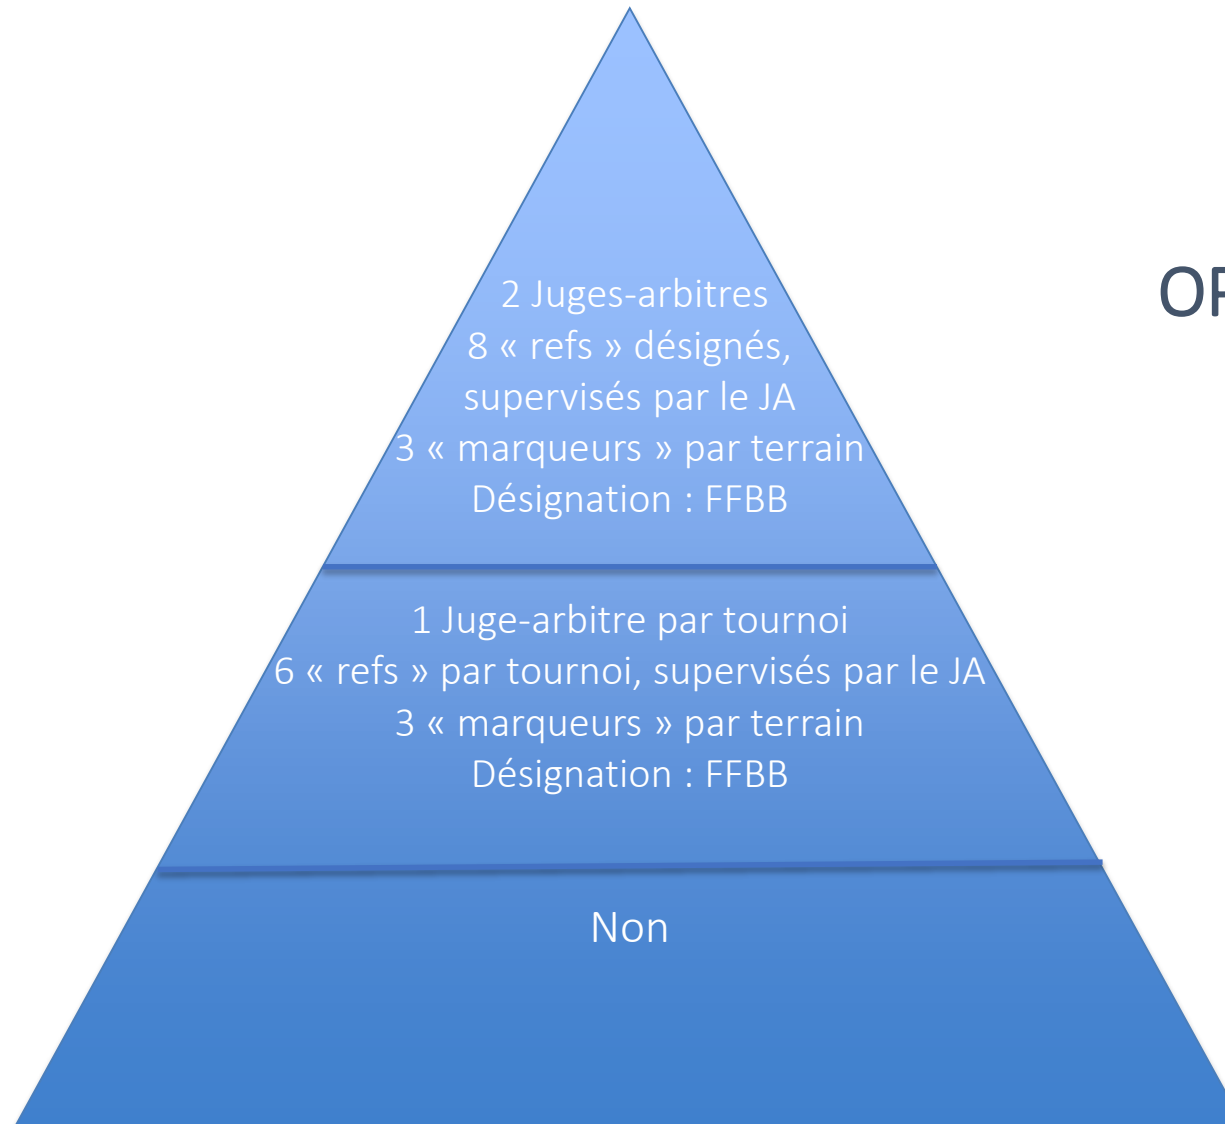 2 Juges-arbitres
8 « refs » désignés,
supervisés par le JA
3 « marqueurs » par terrain
Désignation : FFBB
1 Juge-arbitre par tournoi
6 « refs » par tournoi, supervisés par le JA
3 « marqueurs » par terrain
Désignation : FFBB
Non